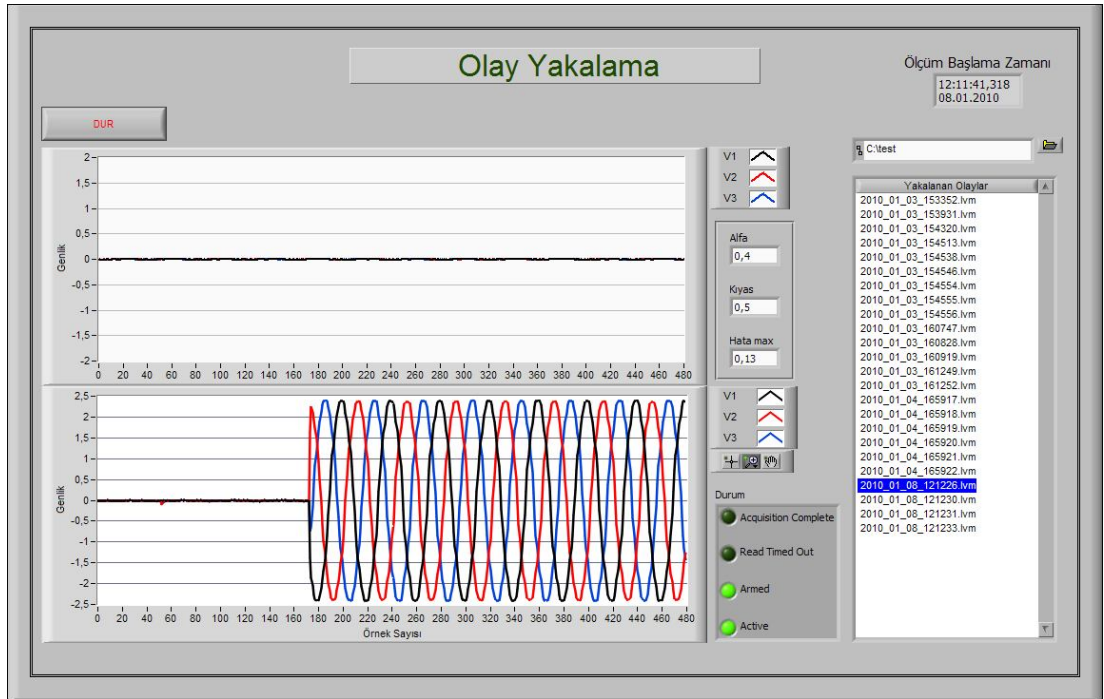 Olay Yakalama
Ölçüm Başlama Zamanı
12:11:41,318
08.01.2010
DUR
C:\test
Genlik
2
1,5
1
0,5
0
-0,5
-1
-1,5
-2
0 20 40 60 80 100 120 140 160 180 200 220 240 260 280 300 320 340 360 380 400 420 440 460 480
V1
V2
V3
Alfa
0,4
Kıyas
0,5
Hata max
0,13
Genlik
2,5
2
1,5
1
0,5
0
-0,5
-1
-1,5
-2
-2,5
0 20 40 60 80 100 120 140 160 180 200 220 240 260 280 300 320 340 360 380 400 420 440 460 480
Örnek Sayısı
V1
V2
V3
Durum
Acquisition Complete
Read Timed Out
Armed
Active
Yakalanan Olaylar
2010_01_03_153352.lvm
2010_01_03_153931.lvm
2010_01_03_154320.lvm
2010_01_03_154513.lvm
2010_01_03_154538.lvm
2010_01_03_154546.lvm
2010_01_03_154554.lvm
2010_01_03_154555.lvm
2010_01_03_154556.lvm
2010_01_03_160747.lvm
2010_01_03_160828.lvm
2010_01_03_160919.lvm
2010_01_03_161249.lvm
2010_01_03_161252.lvm
2010_01_04_165917.lvm
2010_01_04_165918.lvm
2010_01_04_165919.lvm
2010_01_04_165920.lvm
2010_01_04_165921.lvm
2010_01_04_165922.lvm
2010_01_08_121226.lvm
2010_01_08_121230.lvm
2010_01_08_121231.lvm
2010_01_08_121233.lvm